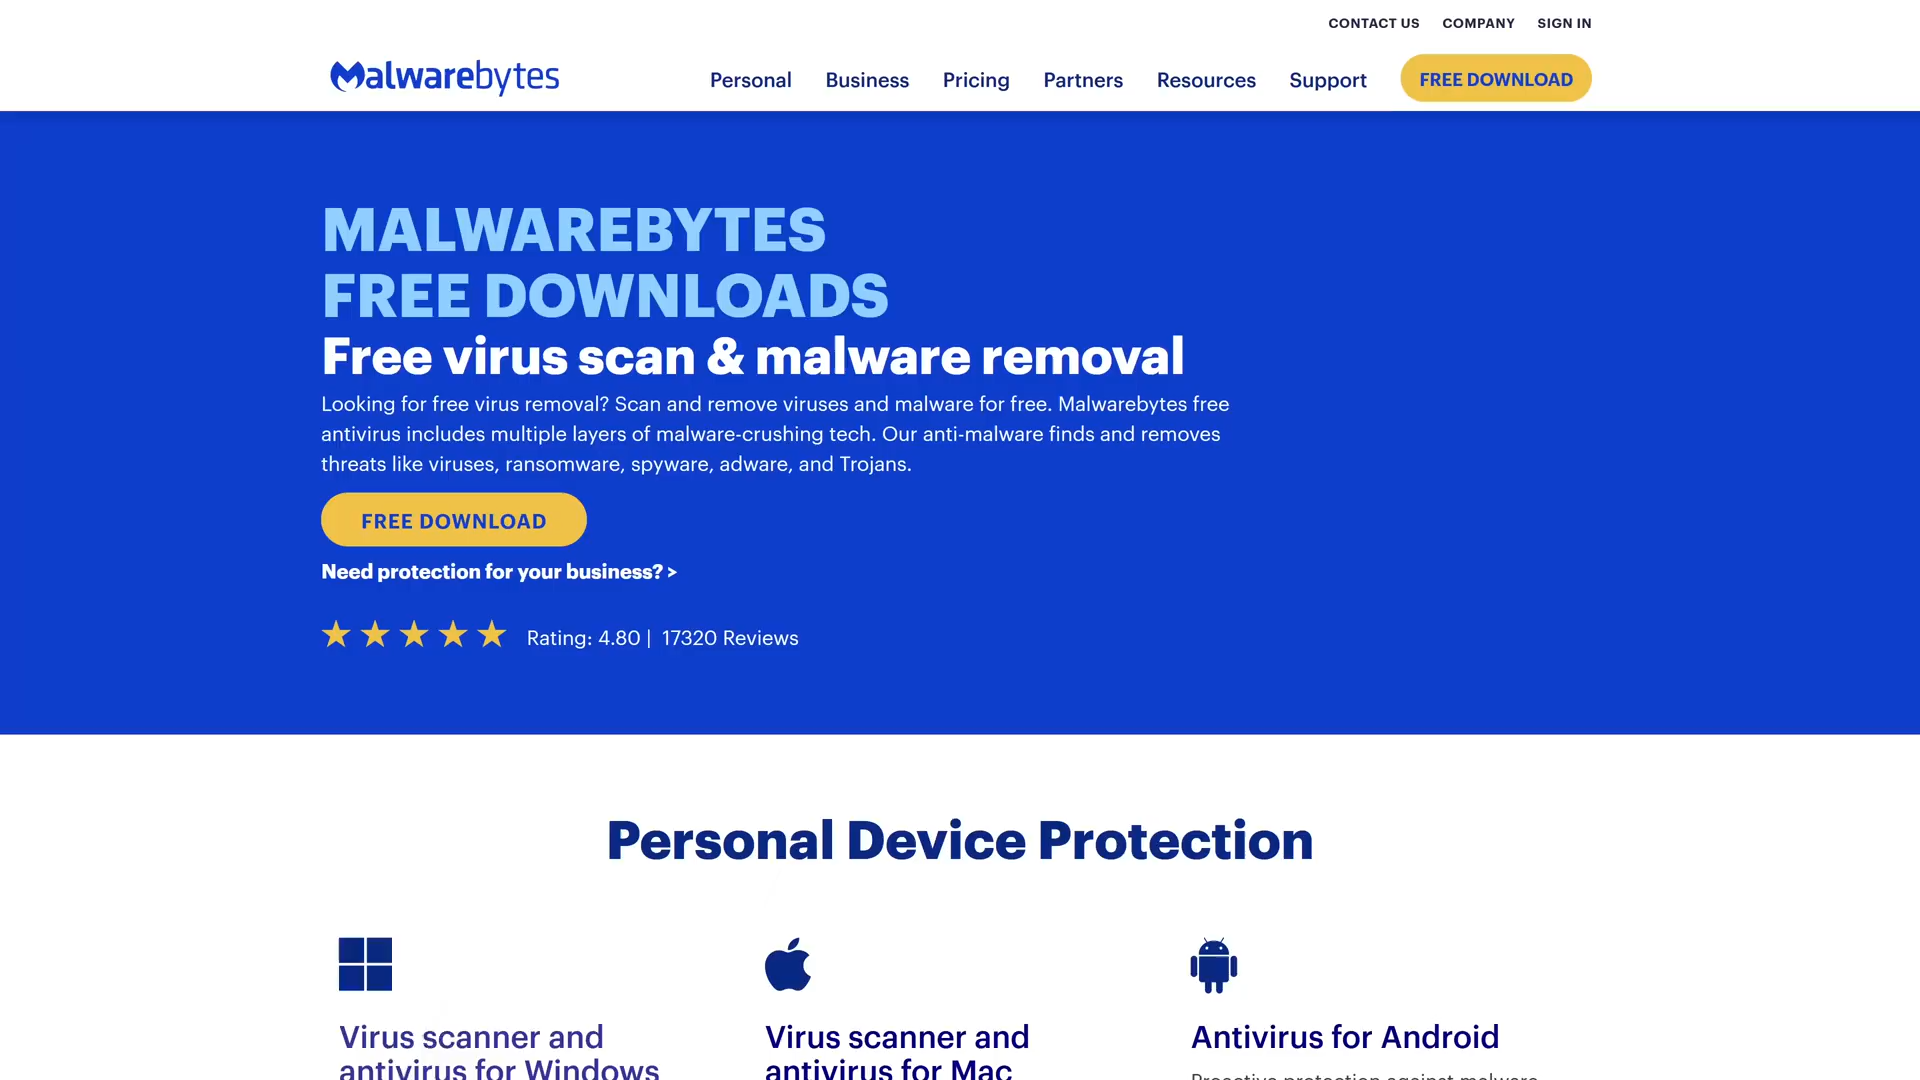 CONTACT US COMPANY SIGN IN
Malwarebytes Personal Business Pricing Partners Resources Support FREE DOWNLOAD
MALWAREBYTES
FREE DOWNLOADS
Free virus scan & malware removal
Looking for free virus removal? Scan and remove viruses and malware for free. Malwarebytes free
antivirus includes multiple layers of malware-crushing tech. Our anti-malware finds and removes
threats like viruses, ransomware, spyware, adware, and Trojans.
FREE DOWNLOAD
Need protection for your business? >
Rating: 4.80 | 17320 Reviews
Personal Device Protection
Virus scanner and
antivirus for Windows
Virus scanner and
antivirus for Mac
Antivirus for Android
Proactive protection against malware